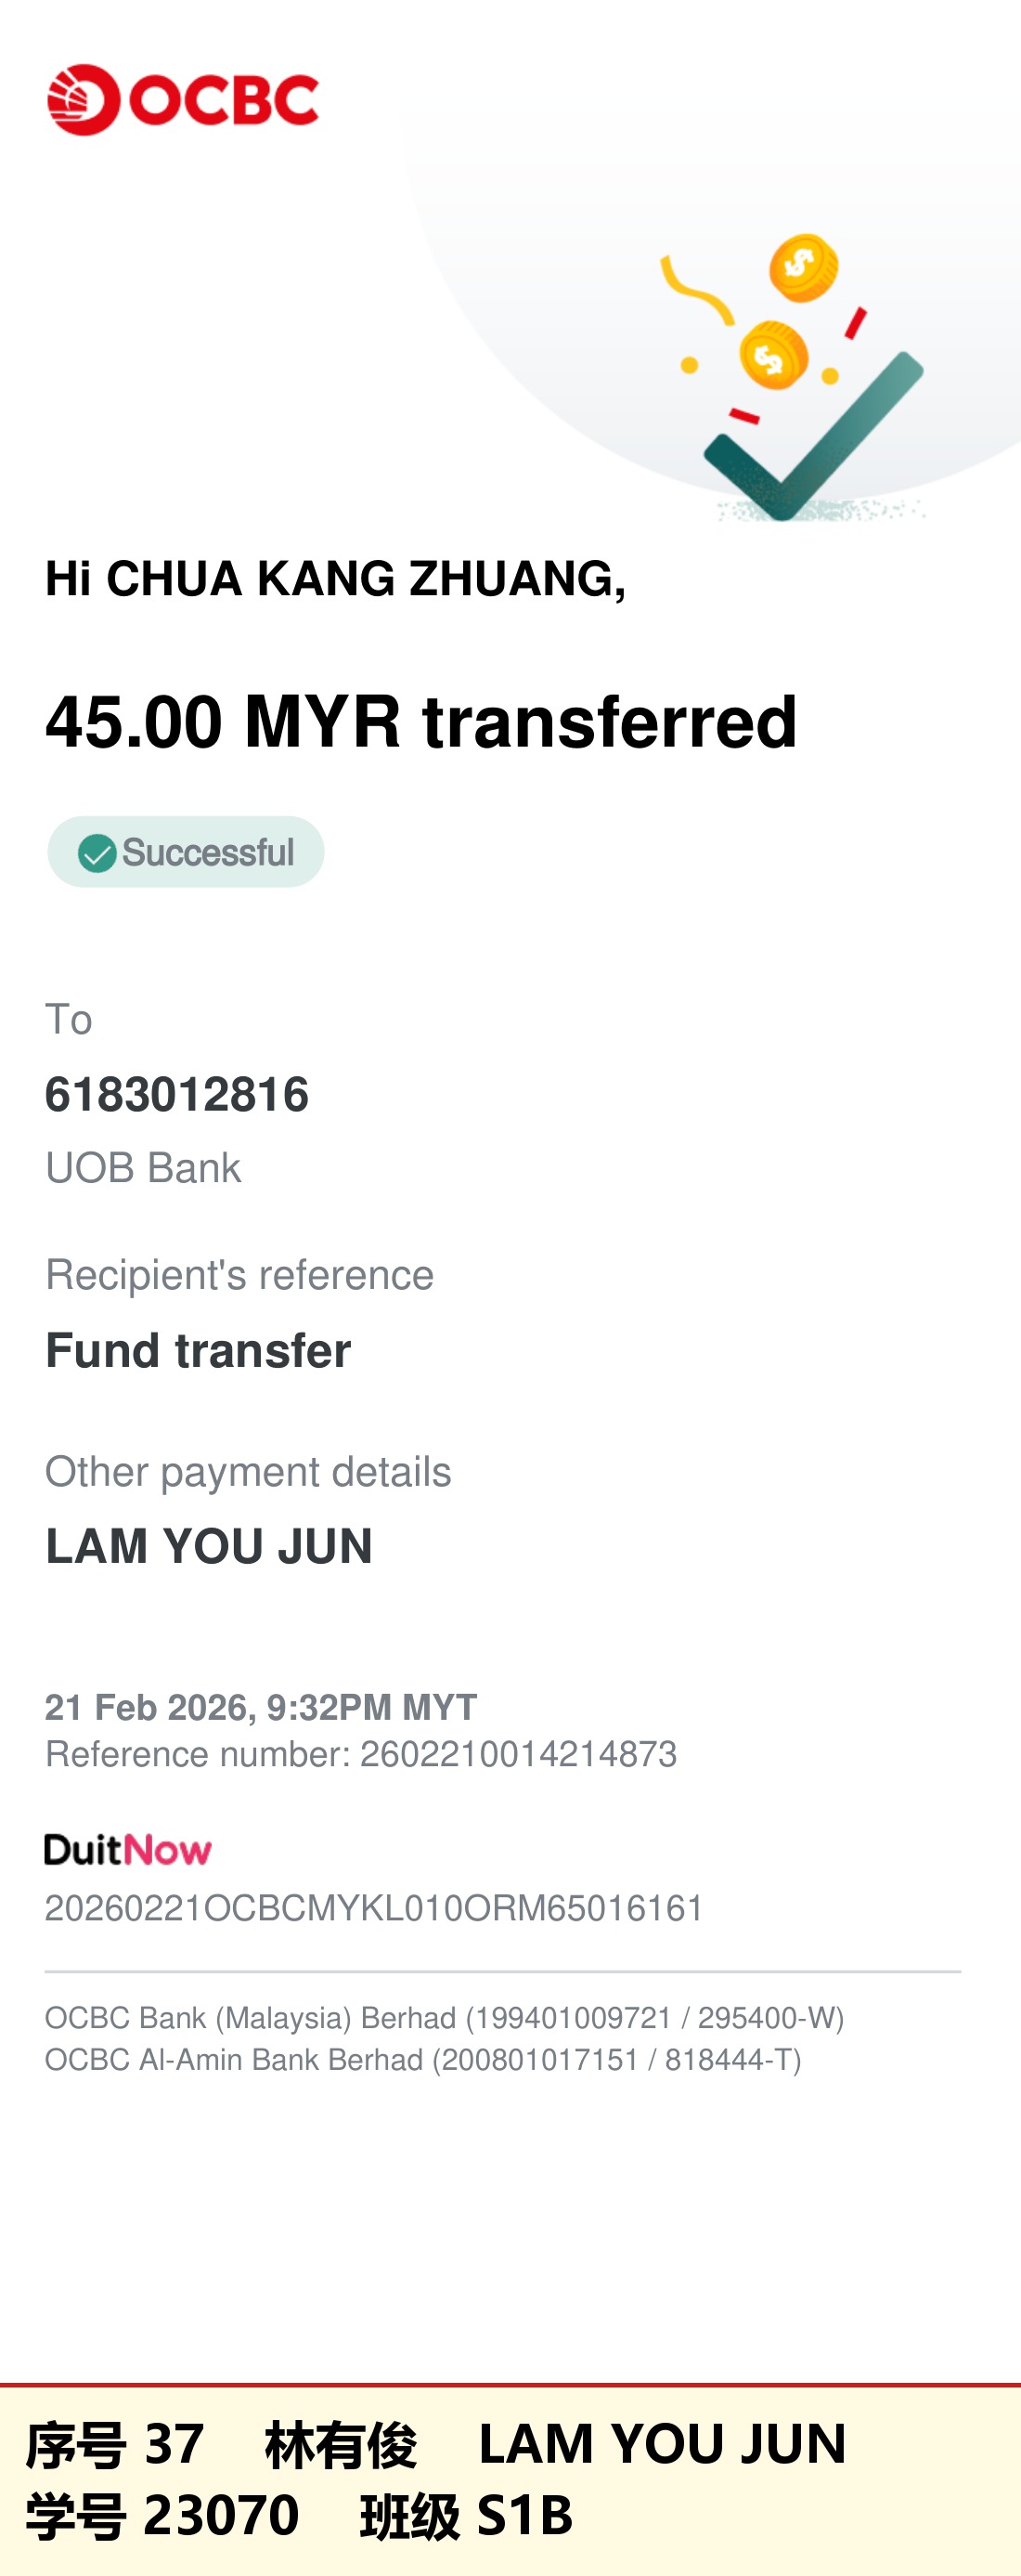 OCBC
Hi CHUA KANG ZHUANG,
45.00 MYR transferred
Successful
To
6183012816
UOB Bank
Recipient's reference
Fund transfer
Other payment details
LAM YOU JUN
21 Feb 2026, 9:32PM MYT
Reference number: 2602210014214873
DuitNow
20260221OCBCMYKL010ORM65016161
OCBC Bank (Malaysia) Berhad (199401009721 / 295400-W)
OCBC Al-Amin Bank Berhad (200801017151 / 818444-T)
序号 37 林有俊 LAM YOU JUN
学号 23070 班级 S1B